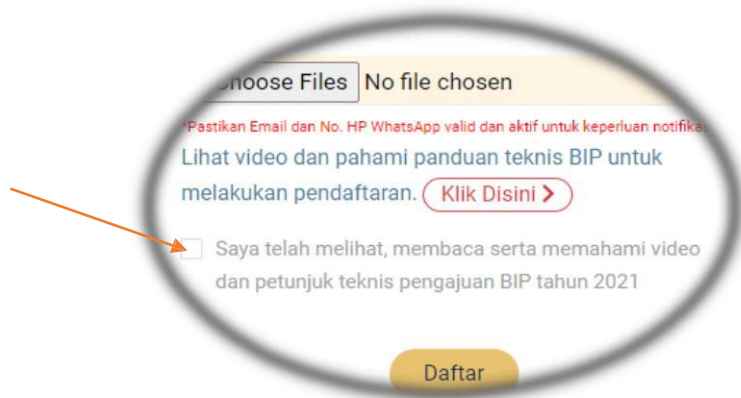 Choose Files No file chosen
*Pastikan Email dan No. HP WhatsApp valid dan aktif untuk keperluan
Lihat video dan pahami panduan teknis BIP untuk
melakukan pendaftaran. Klik Disini >
Saya telah melihat, membaca serta memahami video
dan petunjuk teknis pengajuan BIP tahun 2021
Daftar